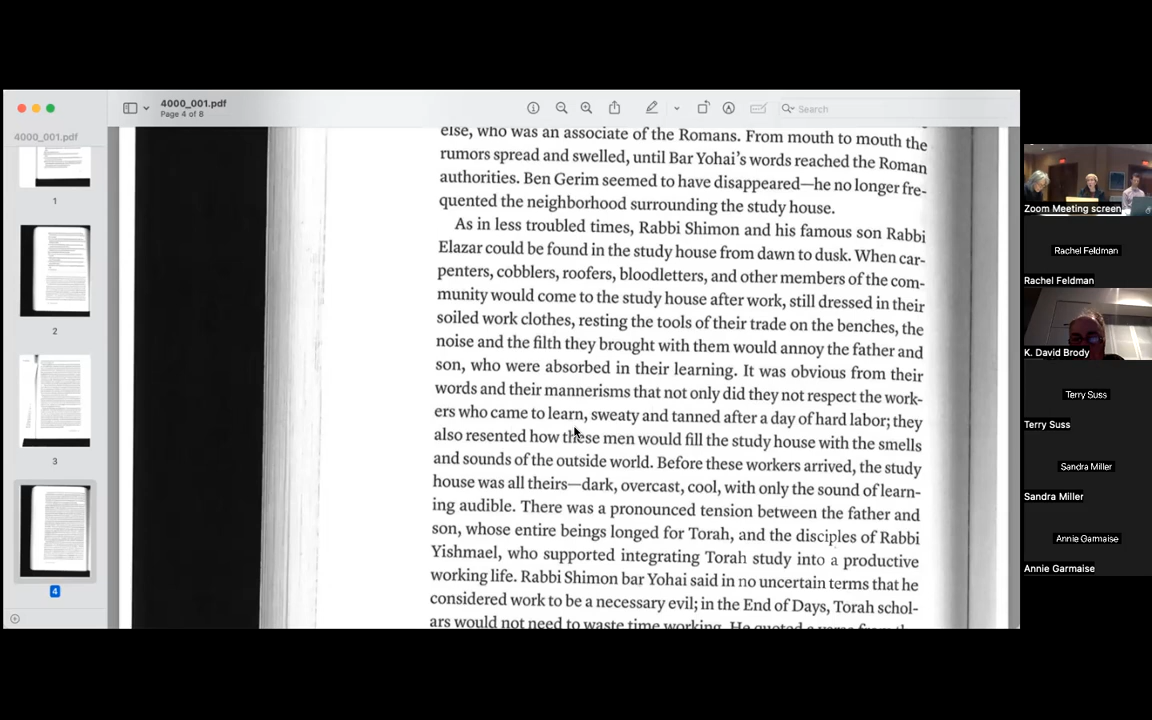 4000_001.pdf
Page 4 of 8
Search
4000_001.pdf
1
2
3
4
else, who was an associate of the Romans. From mouth to mouth the
rumors spread and swelled, until Bar Yohai's words reached the Roman
authorities. Ben Gerim seemed to have disappeared—he no longer fre-
quented the neighborhood surrounding the study house.
As in less troubled times, Rabbi Shimon and his famous son Rabbi
Elazar could be found in the study house from dawn to dusk. When car-
penters, cobblers, roofers, bloodletters, and other members of the com-
munity would come to the study house after work, still dressed in their
soiled work clothes, resting the tools of their trade on the benches, the
noise and the filth they brought with them would annoy the father and
son, who were absorbed in their learning. It was obvious from their
words and their mannerisms that not only did they not respect the work-
ers who came to learn, sweaty and tanned after a day of hard labor; they
also resented how these men would fill the study house with the smells
and sounds of the outside world. Before these workers arrived, the study
house was all theirs—dark, overcast, cool, with only the sound of learn-
ing audible. There was a pronounced tension between the father and
son, whose entire beings longed for Torah, and the disciples of Rabbi
Yishmael, who supported integrating Torah study into a productive
working life. Rabbi Shimon bar Yohai said in no uncertain terms that he
considered work to be a necessary evil; in the End of Days, Torah schol-
ars would not need to waste time working. He quoted a verse from
Zoom Meeting screen
Rachel Feldman
Rachel Feldman
K. David Brody
Terry Suss
Terry Suss
Sandra Miller
Sandra Miller
Annie Garmaise
Annie Garmaise